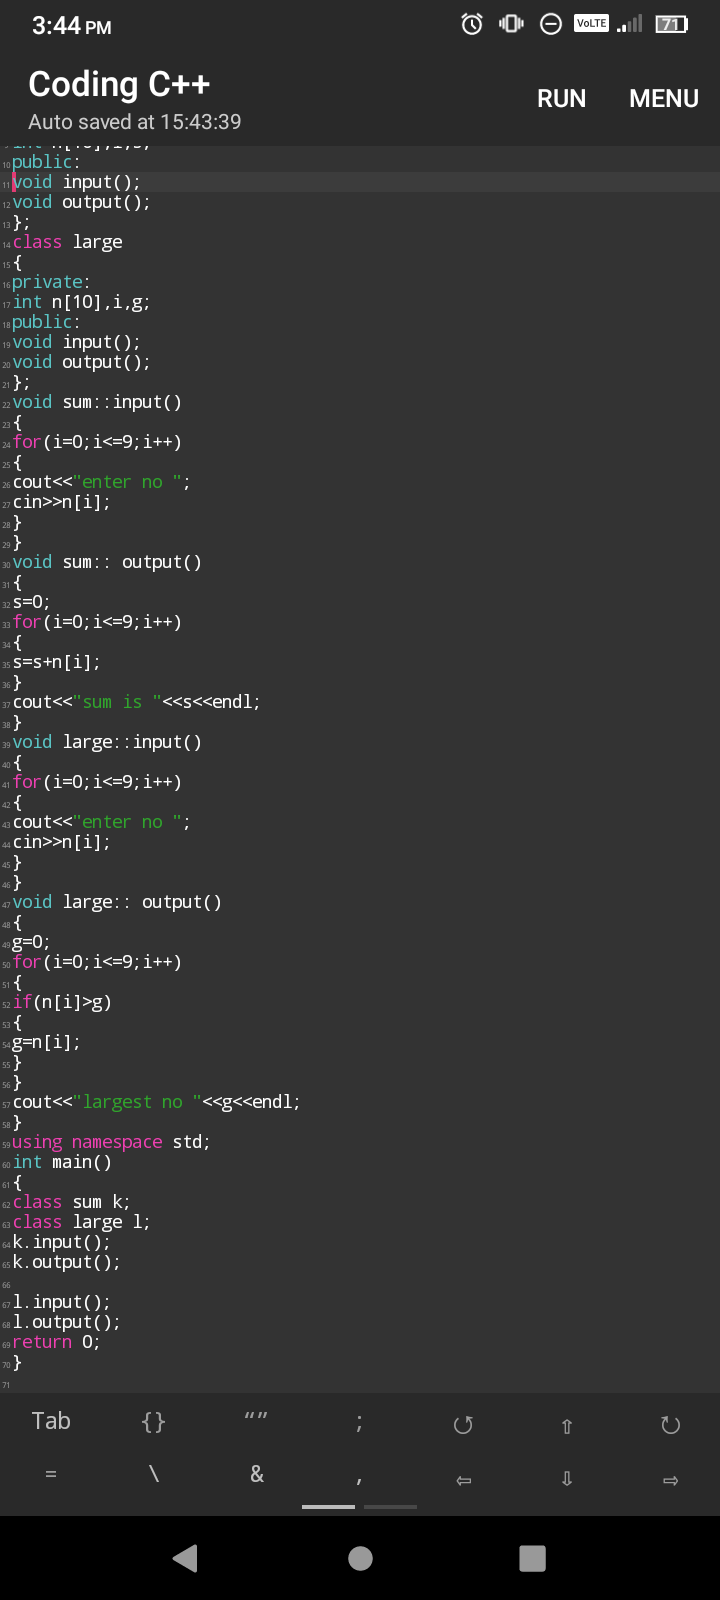 3:44 PM
VoLTE
71
Coding C++
Auto saved at 15:43:39
RUN
MENU
9 int n[10],i,s;
10 public:
11 void input();
12 void output();
13 };
14 class large
15 {
16 private:
17 int n[10],i,g;
18 public:
19 void input();
20 void output();
21 };
22 void sum::input()
23 {
24 for(i=0;i<=9;i++)
25 {
26 cout<<"enter no ";
27 cin>>n[i];
28 }
29 }
30 void sum:: output()
31 {
32 s=0;
33 for(i=0;i<=9;i++)
34 {
35 s=s+n[i];
36 }
37 cout<<"sum is "<<s<<endl;
38 }
39 void large::input()
40 {
41 for(i=0;i<=9;i++)
42 {
43 cout<<"enter no ";
44 cin>>n[i];
45 }
46 }
47 void large:: output()
48 {
49 g=0;
50 for(i=0;i<=9;i++)
51 {
52 if(n[i]>g)
53 {
54 g=n[i];
55 }
56 }
57 cout<<"largest no "<<g<<endl;
58 }
59 using namespace std;
60 int main()
61 {
62 class sum k;
63 class large l;
64 k.input();
65 k.output();
66
67 l.input();
68 l.output();
69 return 0;
70 }
71
Tab {} “” ; ↺ ⇧ ↻
= \ & , ⇦ ⇩ ⇨